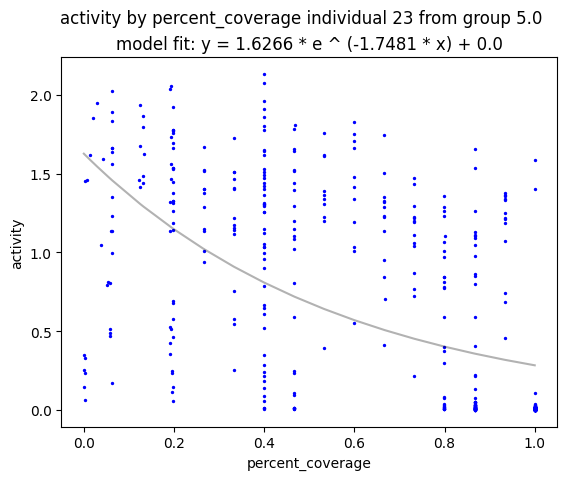 activity by percent_coverage individual 23 from group 5.0
model fit: y = 1.6266 * e ^ (-1.7481 * x) + 0.0
2.0
1.5
1.0
0.5
0.0
activity
0.0 0.2 0.4 0.6 0.8 1.0
percent_coverage